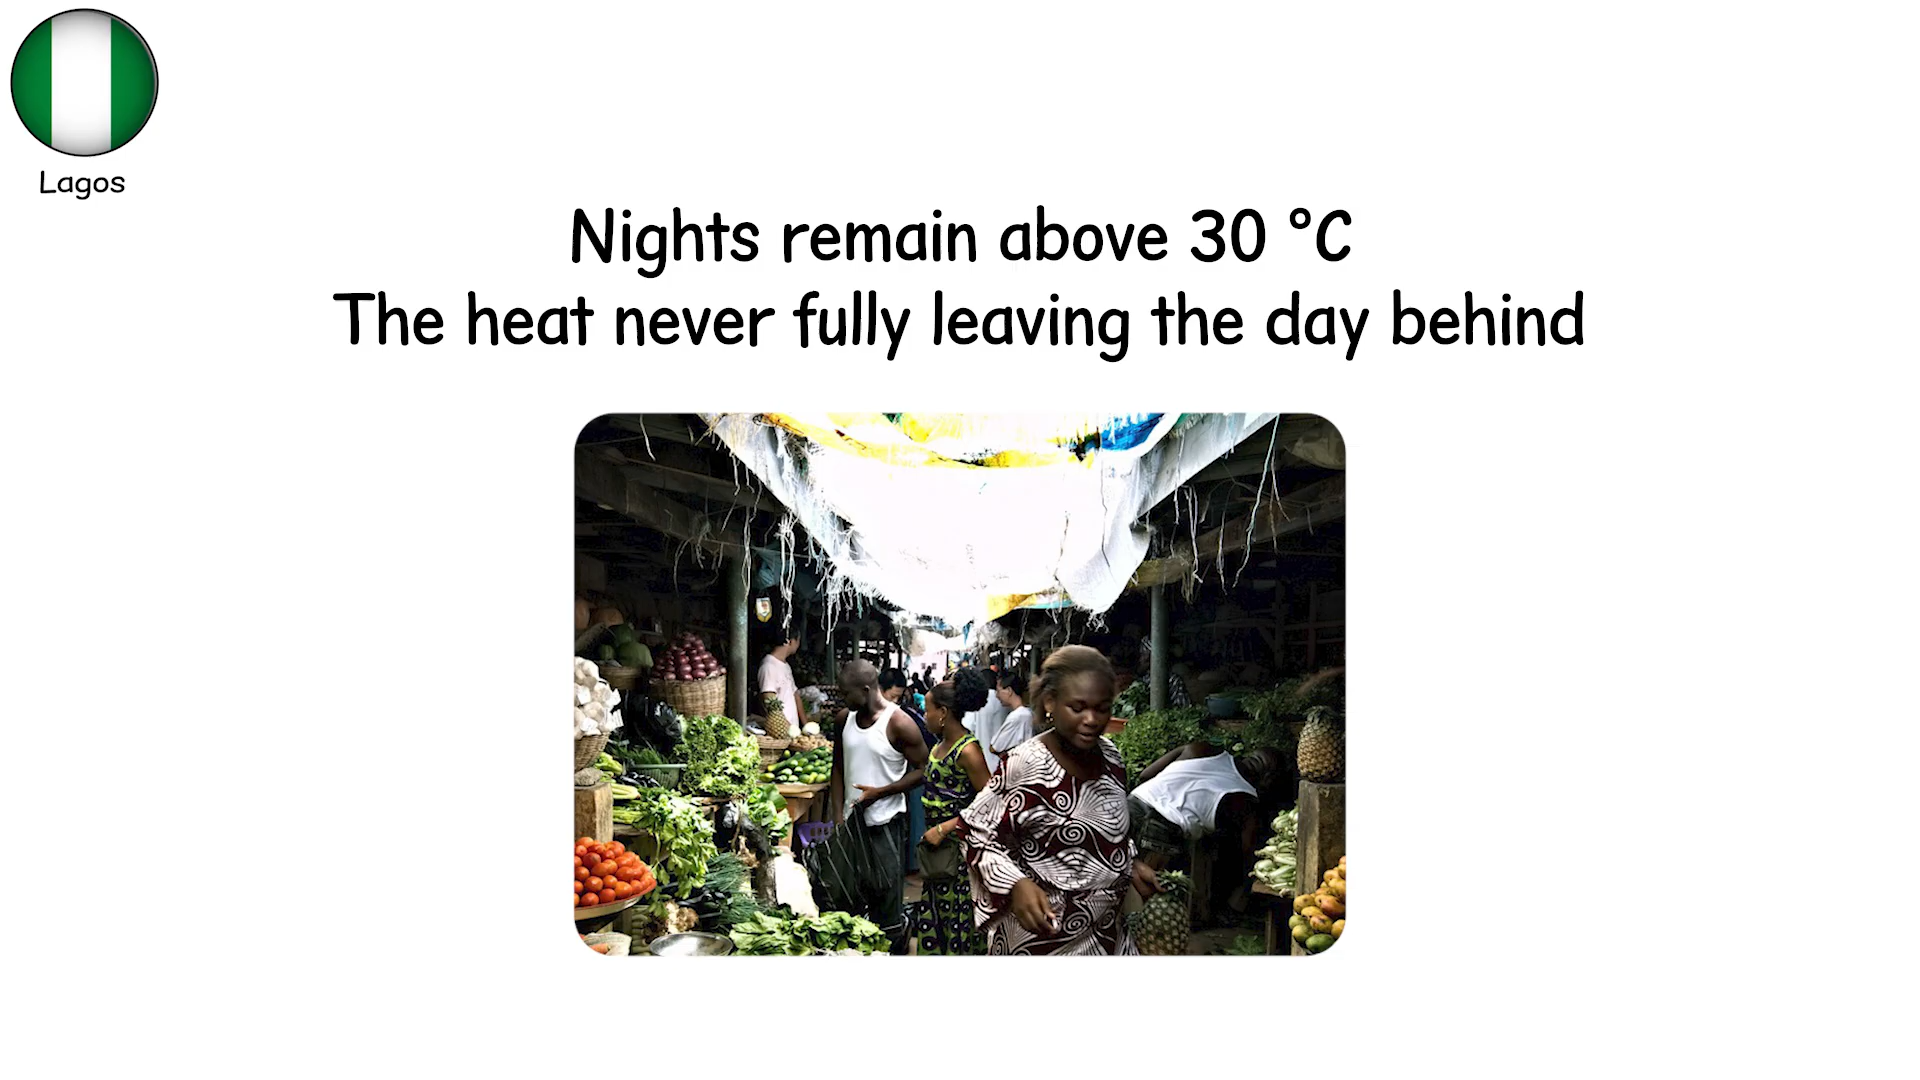 Lagos
Nights remain above 30 °C
The heat never fully leaving the day behind